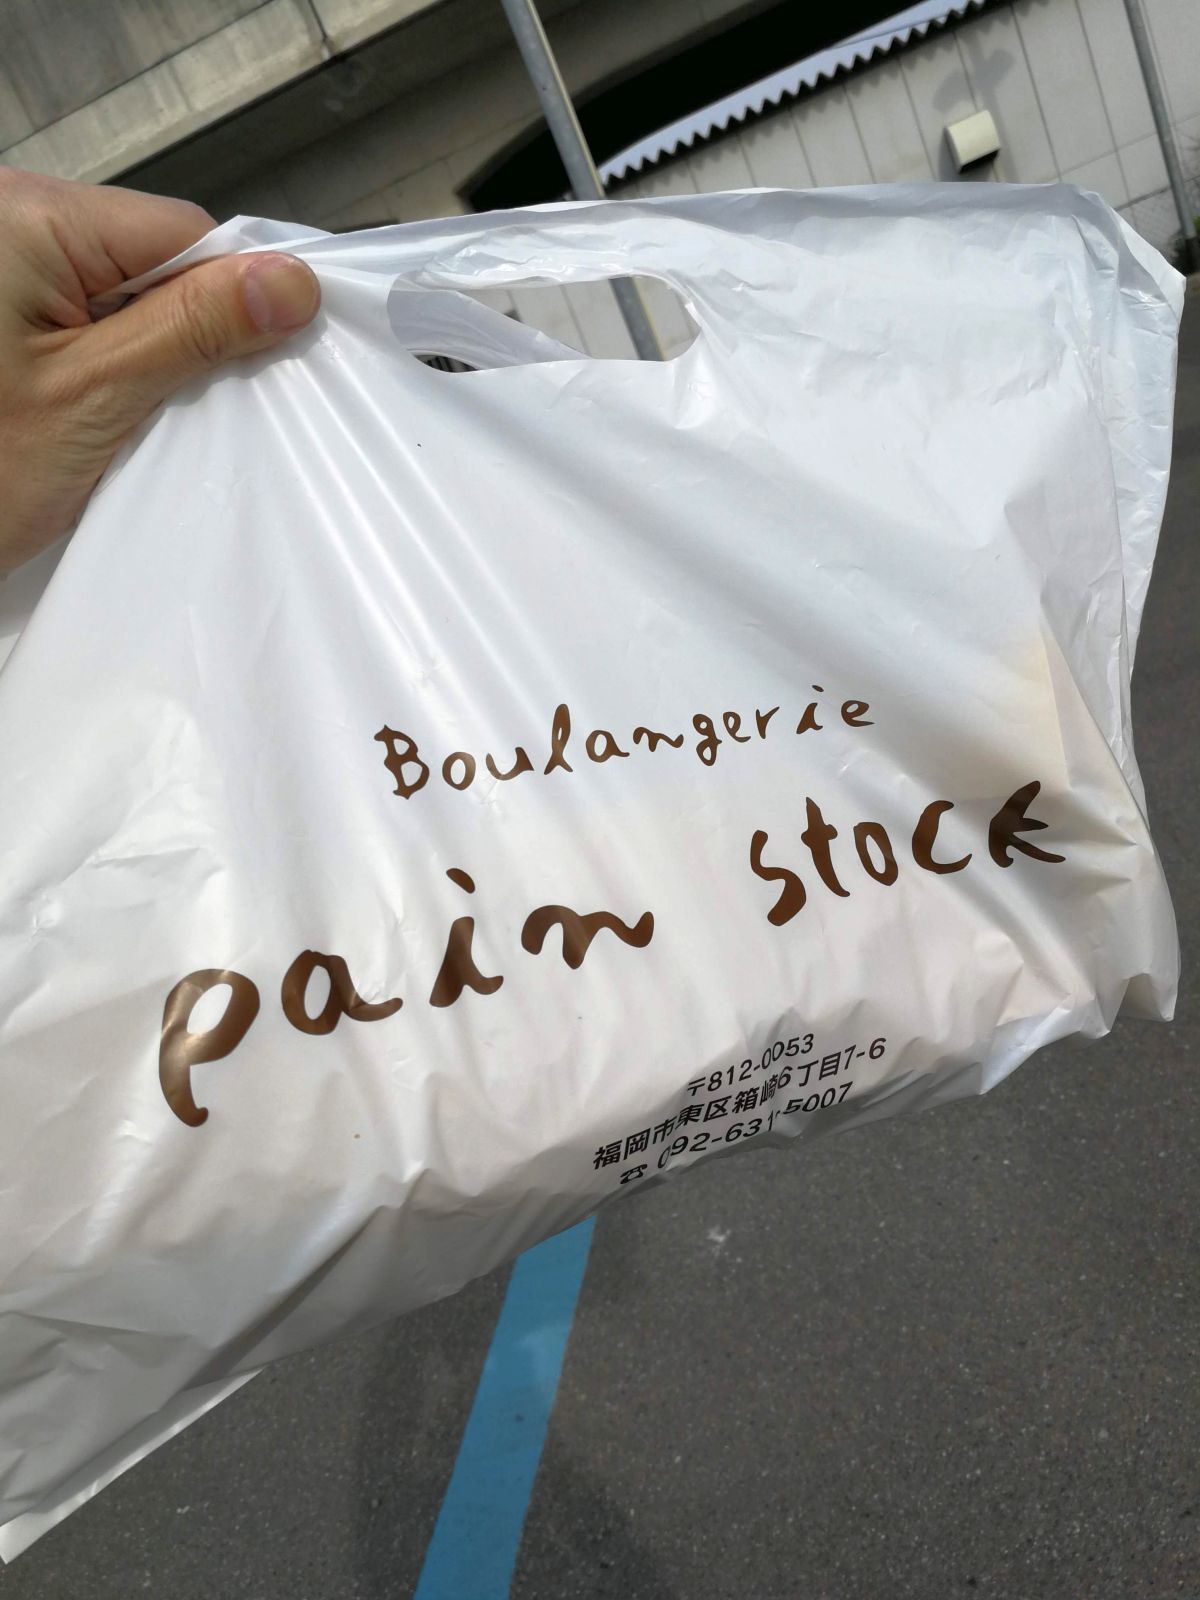 Boulangerie
pain stock
〒812-0053
福岡市東区箱崎6丁目7-6
☎ 092-631-5007